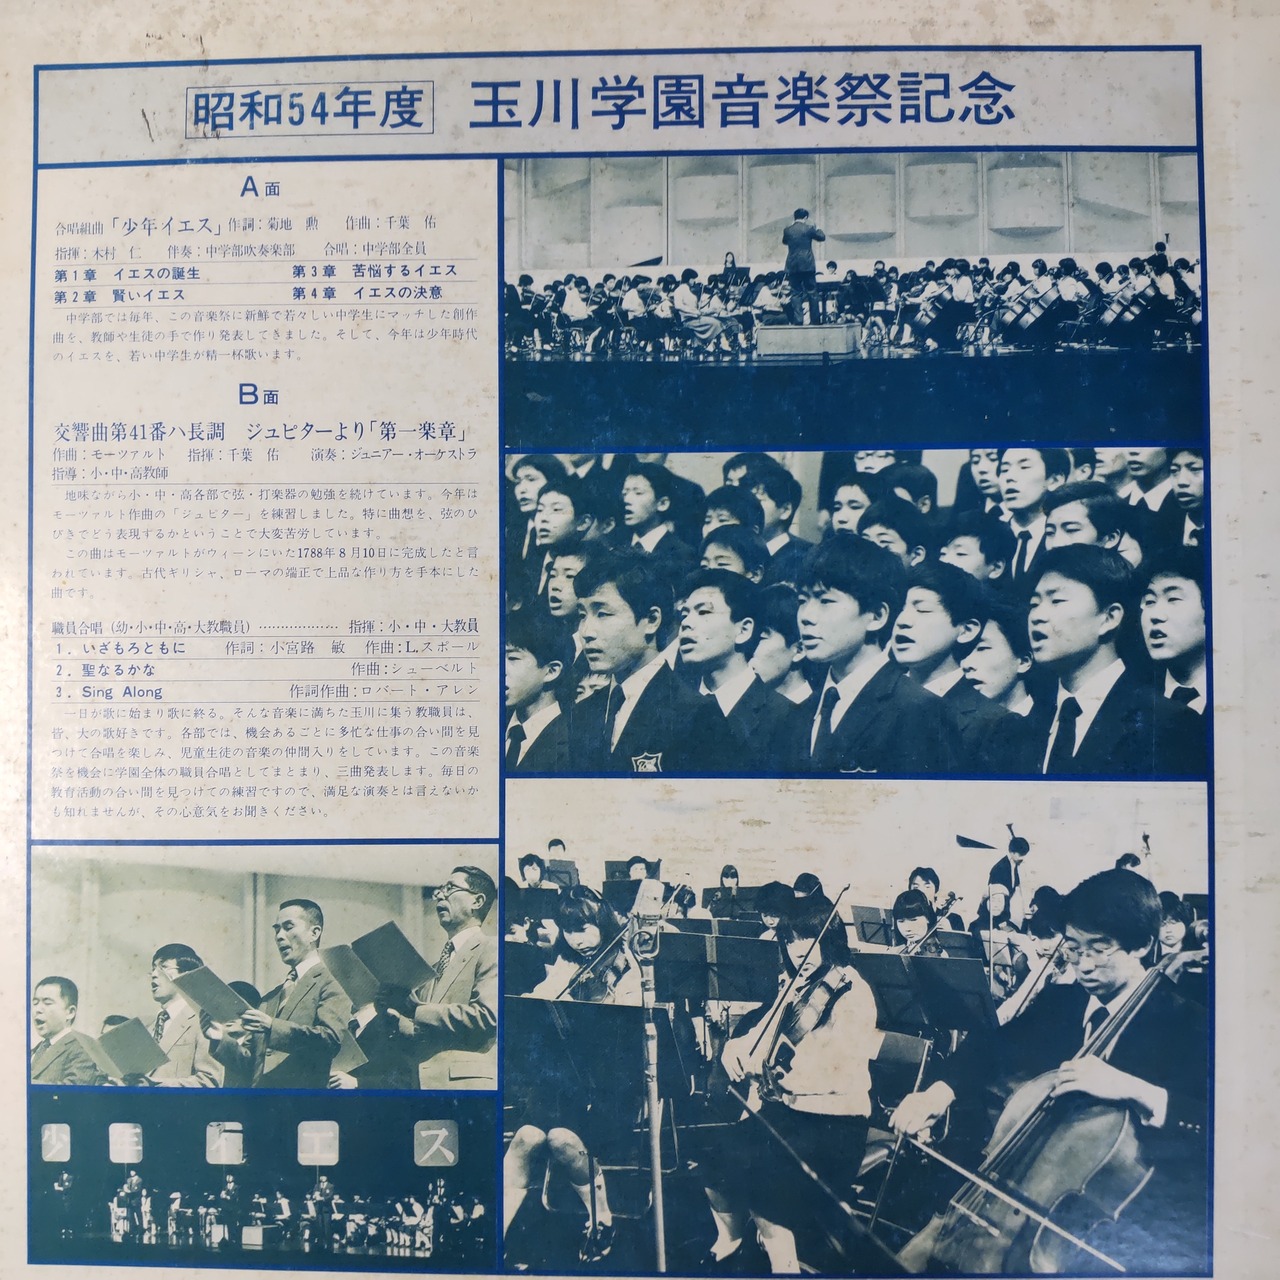 昭和54年度 玉川学園音楽祭記念
A面
合唱組曲「少年イエス」作詞：菊地 勲 作曲：千葉 佑
指揮：木村 仁 伴奏：中学部吹奏楽部 合唱：中学部全員
第1章 イエスの誕生 第3章 苦悩するイエス
第2章 賢いイエス 第4章 イエスの決意
中学部では毎年、この音楽祭に新鮮で若々しい中学生にマッチした創作
曲を、教師や生徒の手で作り発表してきました。そして、今年は少年時代
のイエスを、若い中学生が精一杯歌います。
B面
交響曲第41番ハ長調 ジュピターより「第一楽章」
作曲：モーツァルト 指揮：千葉 佑 演奏：ジュニアー・オーケストラ
指導：小・中・高教師
地味ながら小・中・高各部で弦・打楽器の勉強を続けています。今年は
モーツァルト作曲の「ジュピター」を練習しました。特に曲想を、弦のひ
びきでどう表現するかということで大変苦労しています。
この曲はモーツァルトがウィーンにいた1788年8月10日に完成したと言
われています。古代ギリシャ、ローマの端正で上品な作り方を手本にした
曲です。
職員合唱（幼・小・中・高・大教職員）………………指揮：小・中・大教員
1．いざもろともに 作詞：小宮路 敏 作曲：L.スポール
2．聖なるかな 作曲：シューベルト
3．Sing Along 作詞作曲：ロバート・アレン
一日が歌に始まり歌に終る。そんな音楽に満ちた玉川に集う教職員は、
皆、大の歌好きです。各部では、機会あるごとに多忙な仕事の合い間を見
つけて合唱を楽しみ、児童生徒の音楽の仲間入りをしています。この音楽
祭を機会に学園全体の職員合唱としてまとまり、三曲発表します。毎日の
教育活動の合い間を見つけての練習ですので、満足な演奏とは言えないか
も知れませんが、その心意気をお聞きください。
少年イエス